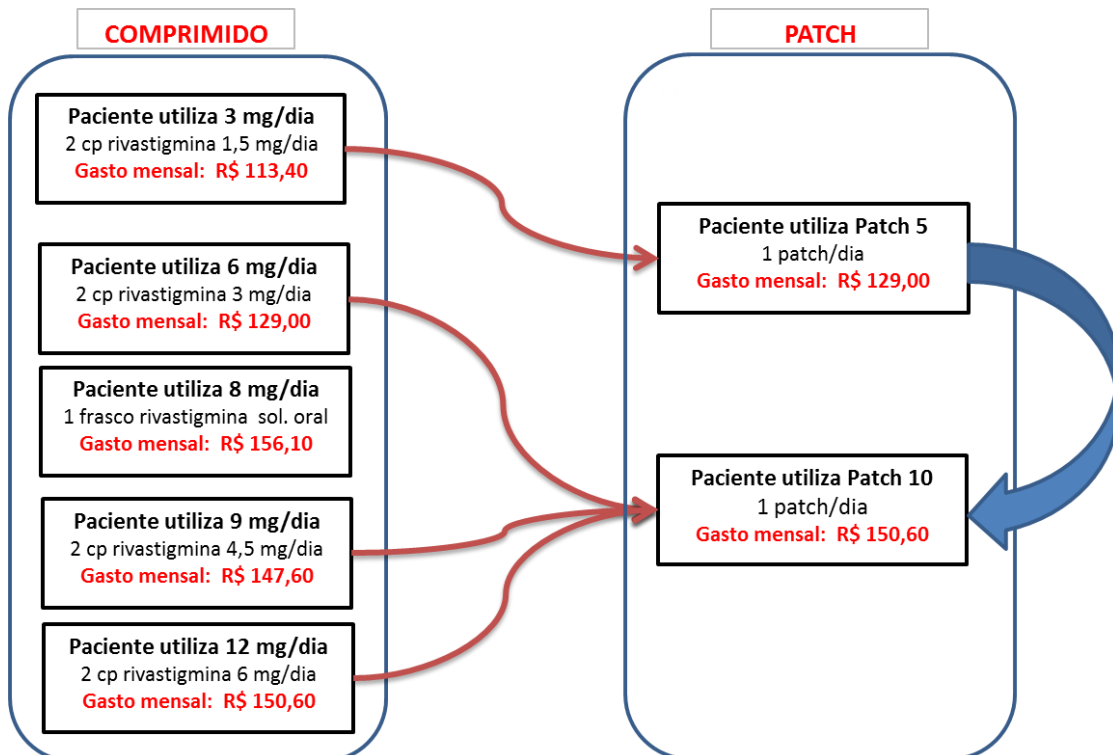 COMPRIMIDO
Paciente utiliza 3 mg/dia
2 cp rivastigmina 1,5 mg/dia
Gasto mensal: R$ 113,40
Paciente utiliza 6 mg/dia
2 cp rivastigmina 3 mg/dia
Gasto mensal: R$ 129,00
Paciente utiliza 8 mg/dia
1 frasco rivastigmina sol. oral
Gasto mensal: R$ 156,10
Paciente utiliza 9 mg/dia
2 cp rivastigmina 4,5 mg/dia
Gasto mensal: R$ 147,60
Paciente utiliza 12 mg/dia
2 cp rivastigmina 6 mg/dia
Gasto mensal: R$ 150,60
PATCH
Paciente utiliza Patch 5
1 patch/dia
Gasto mensal: R$ 129,00
Paciente utiliza Patch 10
1 patch/dia
Gasto mensal: R$ 150,60